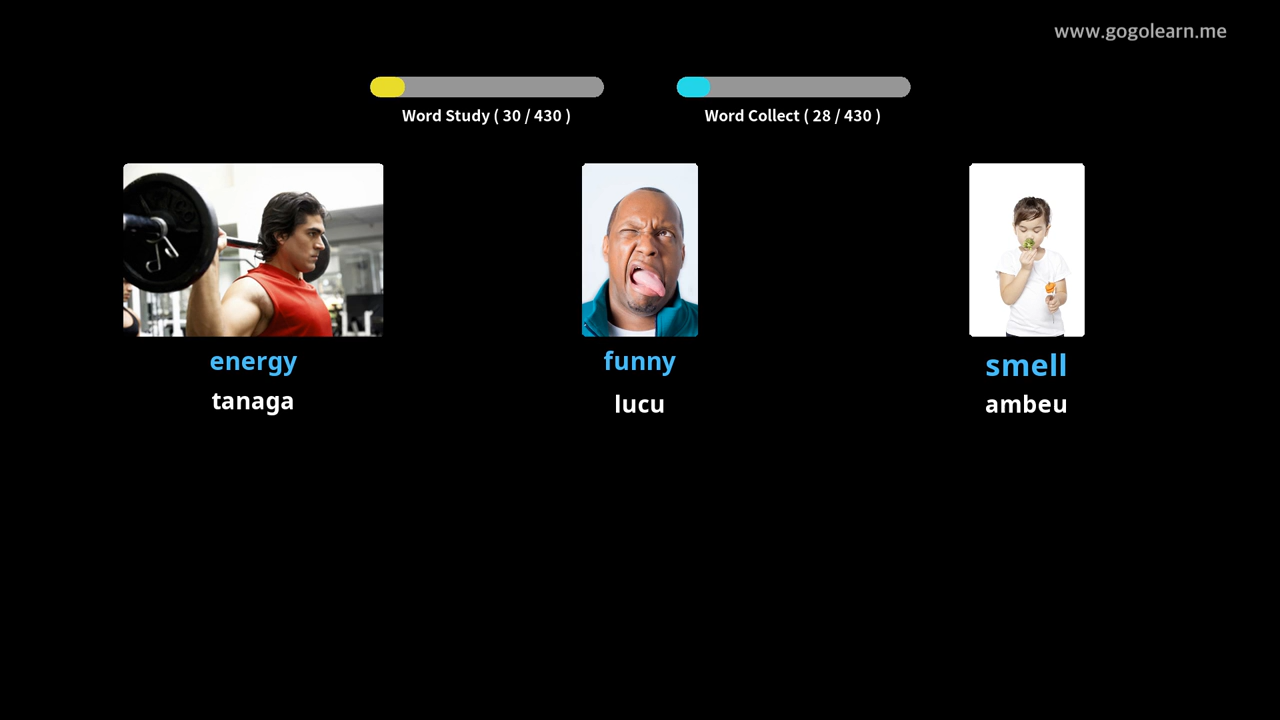 www.gogolearn.me
Word Study ( 30 / 430 )
Word Collect ( 28 / 430 )
energy
funny
smell
tanaga
lucu
ambeu